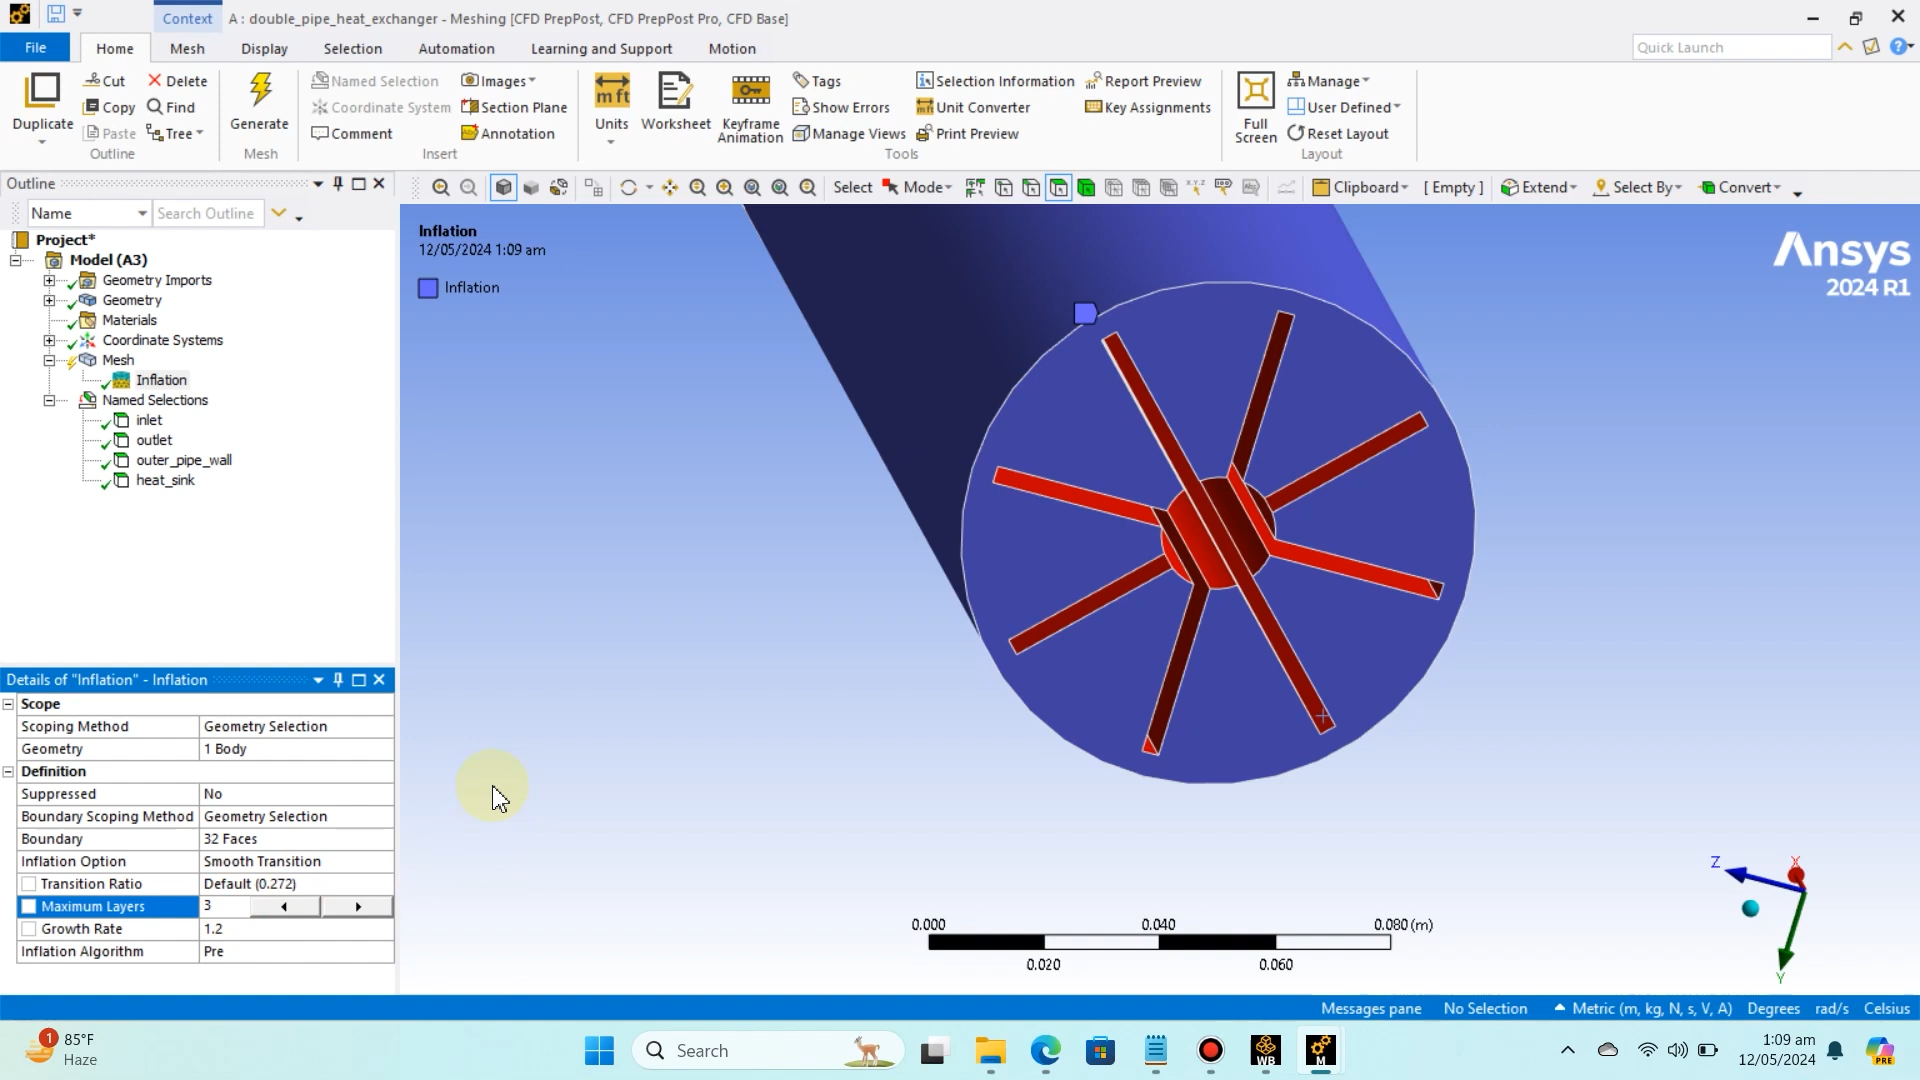 Context
A : double_pipe_heat_exchanger - Meshing [CFD PrepPost, CFD PrepPost Pro, CFD Base]
File
Home
Mesh
Display
Selection
Automation
Learning and Support
Motion
Quick Launch
Duplicate
Cut
Copy
Paste
Delete
Find
Tree
Outline
Generate
Mesh
Named Selection
Coordinate System
Comment
Images
Section Plane
Annotation
Insert
Units
Worksheet
Keyframe
Animation
Tags
Show Errors
Manage Views
Selection Information
Unit Converter
Print Preview
Report Preview
Key Assignments
Tools
Full
Screen
Manage
User Defined
Reset Layout
Layout
Outline
Name
Search Outline
Select
Mode
Clipboard
[ Empty ]
Extend
Select By
Convert
Project*
Model (A3)
Geometry Imports
Geometry
Materials
Coordinate Systems
Mesh
Inflation
Named Selections
inlet
outlet
outer_pipe_wall
heat_sink
Inflation
12/05/2024 1:09 am
Inflation
Ansys
2024 R1
Details of "Inflation" - Inflation
Scope
Scoping Method Geometry Selection
Geometry 1 Body
Definition
Suppressed No
Boundary Scoping Method Geometry Selection
Boundary 32 Faces
Inflation Option Smooth Transition
Transition Ratio Default (0.272)
Maximum Layers 3
Growth Rate 1.2
Inflation Algorithm Pre
0.000 0.040 0.080 (m)
0.020 0.060
Z
X
Y
Messages pane
No Selection
Metric (m, kg, N, s, V, A)
Degrees
rad/s
Celsius
1
85°F
Haze
Search
WB
M
1:09 am
12/05/2024
PRE